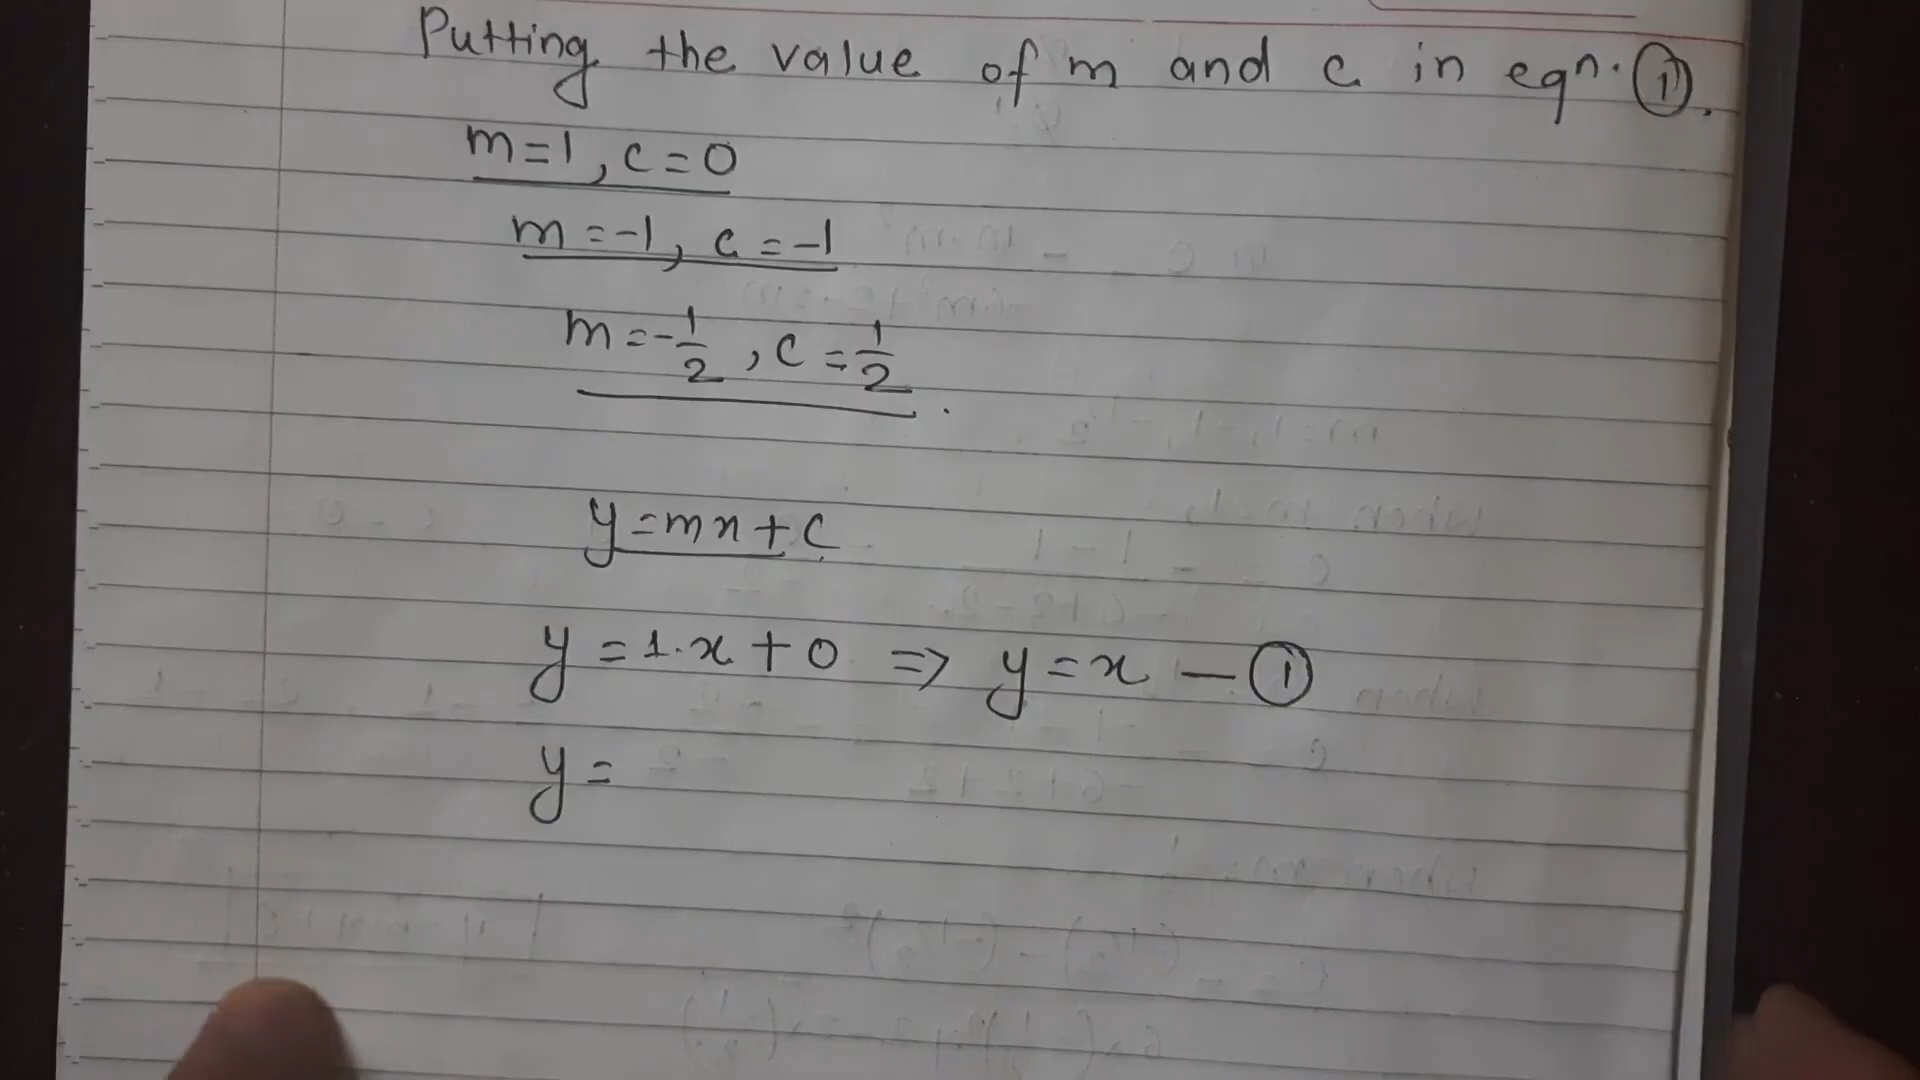 Putting the value of m and c in eqn. ①.
m=1, c=0
m=-1, c=-1
m=-1/2, c=1/2.
y=mx+c
y=1.x+0 => y=x — ①
y=